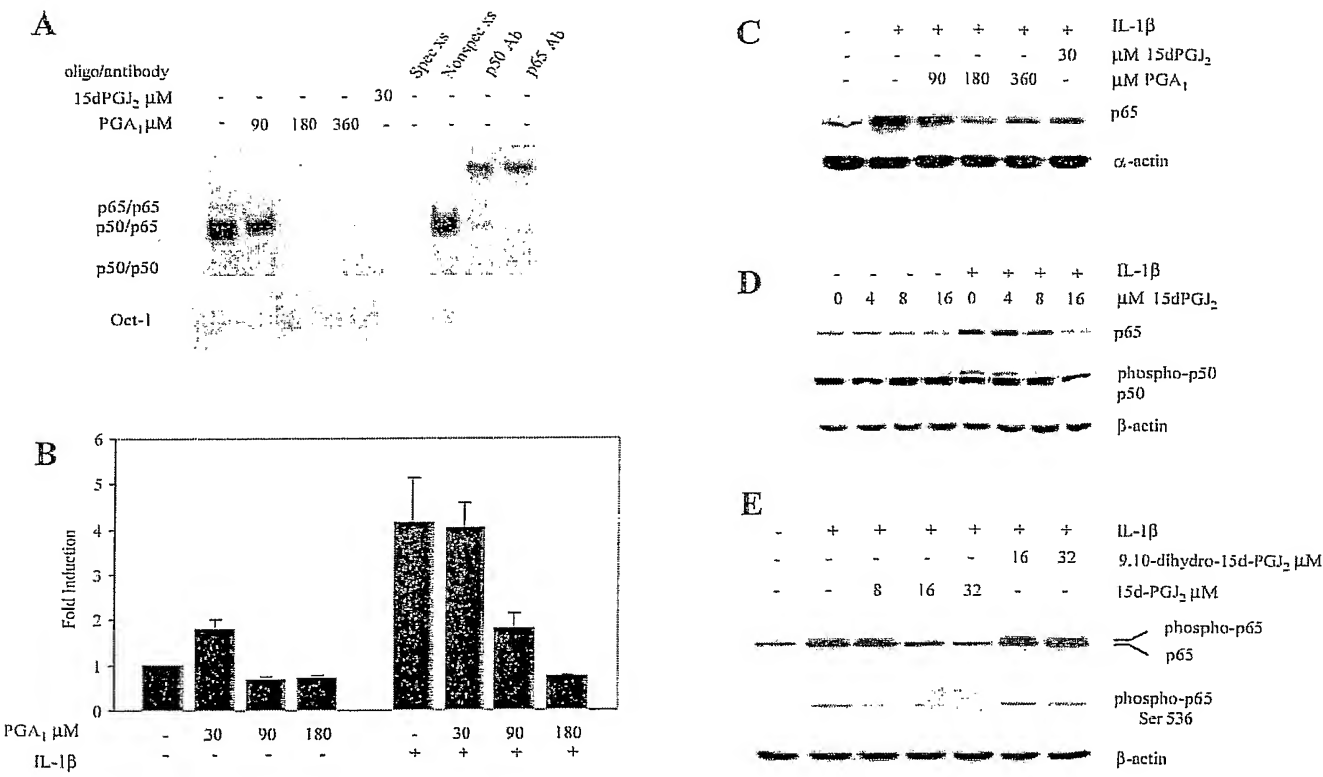 A
Spec xs Nonspec xs p50 Ab p65 Ab
oligo/antibody
15dPGJ₂ μM - - - - 30 - - - -
PGA₁ μM - 90 180 360 - - - - -
p65/p65
p50/p65
p50/p50
Oct-1
B
Fold Induction
6
5
4
3
2
1
0
PGA₁ μM - 30 90 180 - 30 90 180
IL-1β - - - - + + + +
C
- + + + + + IL-1β
- - - - - 30 μM 15dPGJ₂
- - 90 180 360 - μM PGA₁
p65
α-actin
D
- - - - + + + + IL-1β
0 4 8 16 0 4 8 16 μM 15dPGJ₂
p65
phospho-p50
p50
β-actin
E
- + + + + + + IL-1β
- - - - - 16 32 9.10-dihydro-15d-PGJ₂ μM
- - 8 16 32 - - 15d-PGJ₂ μM
phospho-p65
p65
phospho-p65
Ser 536
β-actin